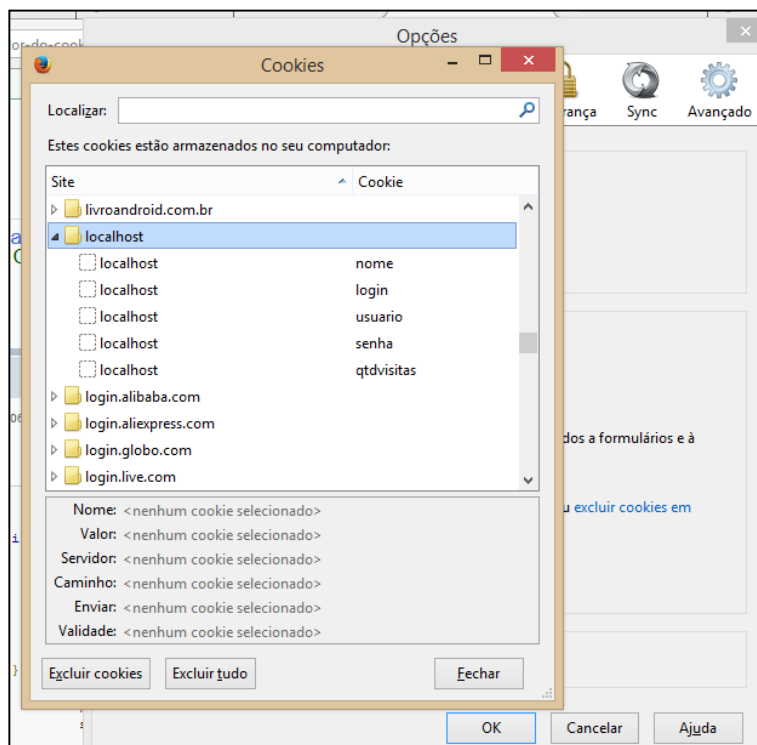 Opções
or-do-cook
Cookies
rança Sync Avançado
Localizar:
Estes cookies estão armazenados no seu computador:
Site Cookie
livroandroid.com.br
localhost
localhost nome
localhost login
localhost usuario
localhost senha
localhost qtdvisitas
login.alibaba.com
login.aliexpress.com
login.globo.com
login.live.com
dos a formulários e à
u excluir cookies em
Nome: <nenhum cookie selecionado>
Valor: <nenhum cookie selecionado>
Servidor: <nenhum cookie selecionado>
Caminho: <nenhum cookie selecionado>
Enviar: <nenhum cookie selecionado>
Validade: <nenhum cookie selecionado>
Excluir cookies Excluir tudo Fechar
OK Cancelar Ajuda